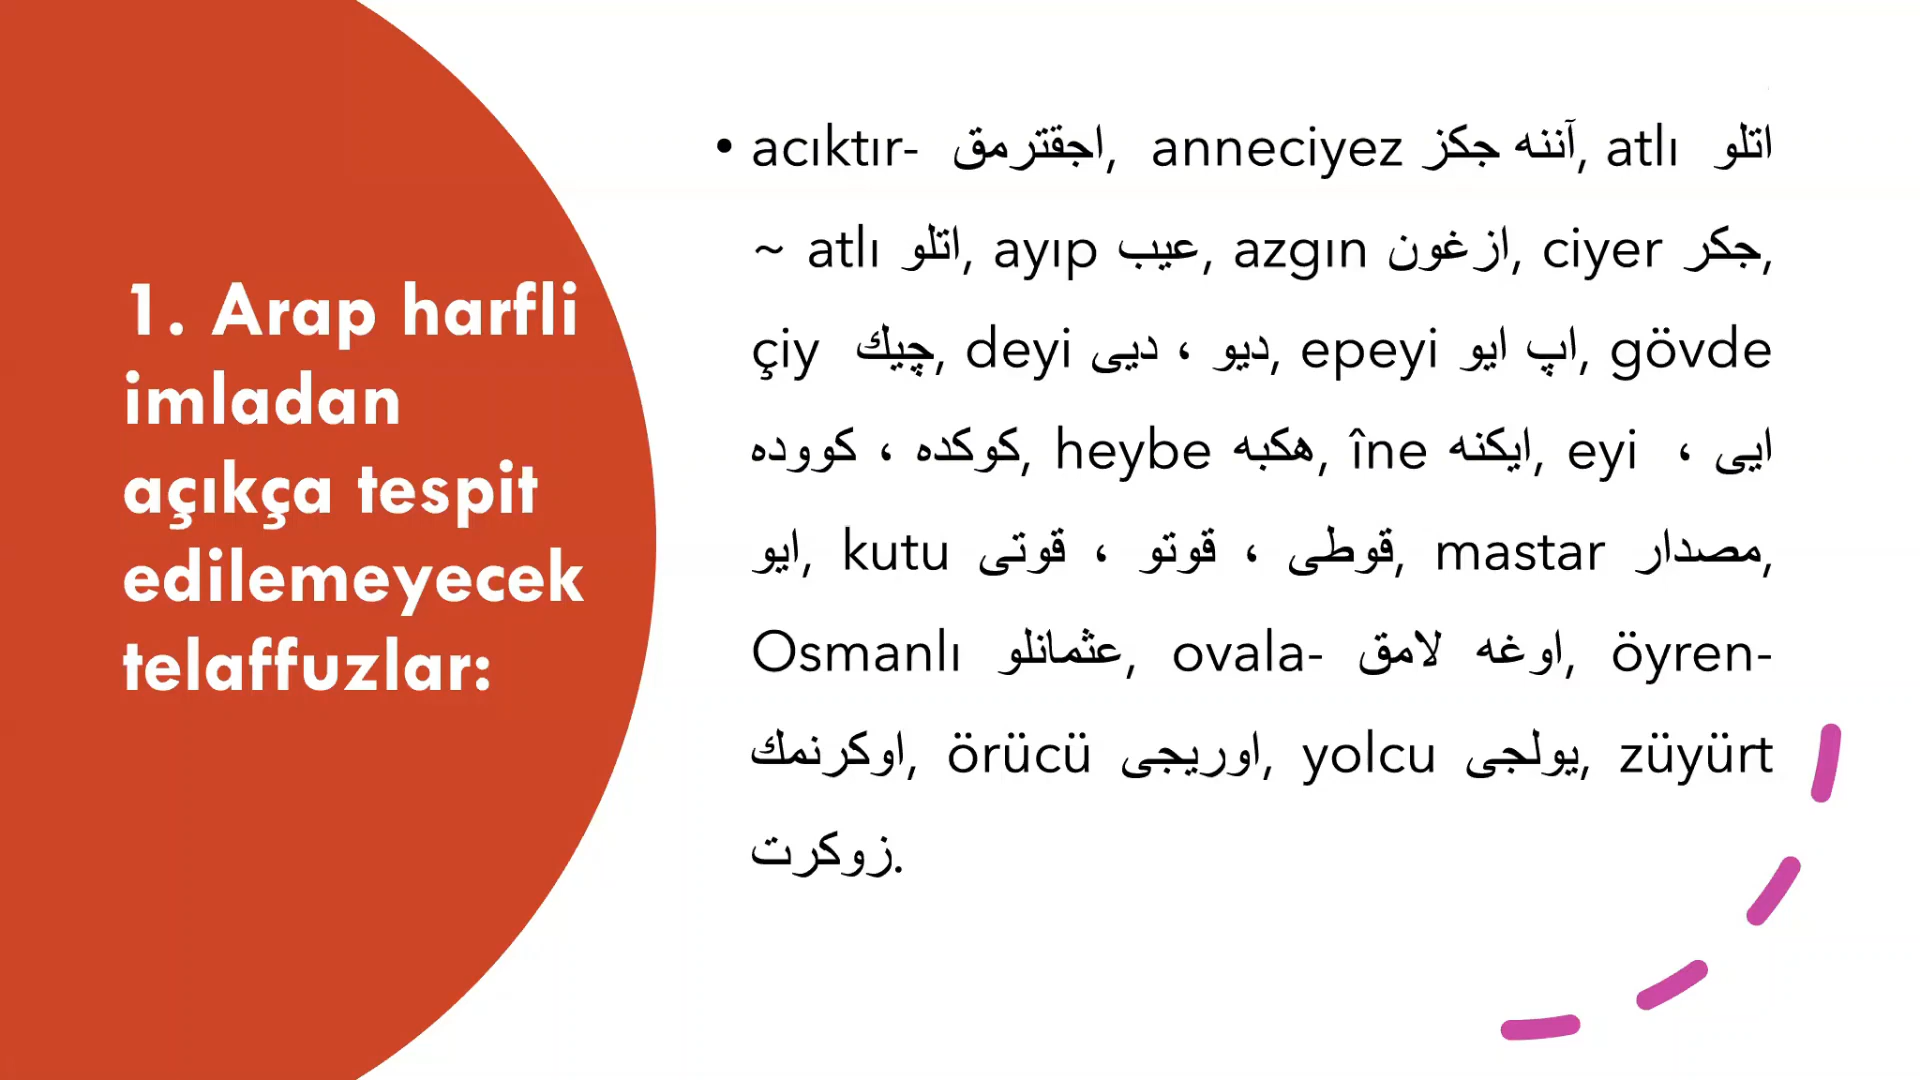 1. Arap harfli
imladan
açıkça tespit
edilemeyecek
telaffuzlar:
• acıktır- اجقترمق, anneciyez آننه جكز, atlı اتلو
~ atlı اتلو, ayıp عيب, azgın ازغون, ciyer جكر,
çiy چيك, deyi ديو ، ديى, epeyi اپ ايو, gövde
كوكده ، كووده, heybe هكبه, îne ايكنه, eyi ايى ،
ايو, kutu قوطى ، قوتو ، قوتى, mastar مصدار,
Osmanlı عثمانلو, ovala- اوغه لامق, öyren-
اوكرنمك, örücü اوريجى, yolcu يولجى, züyürt
زوكرت.